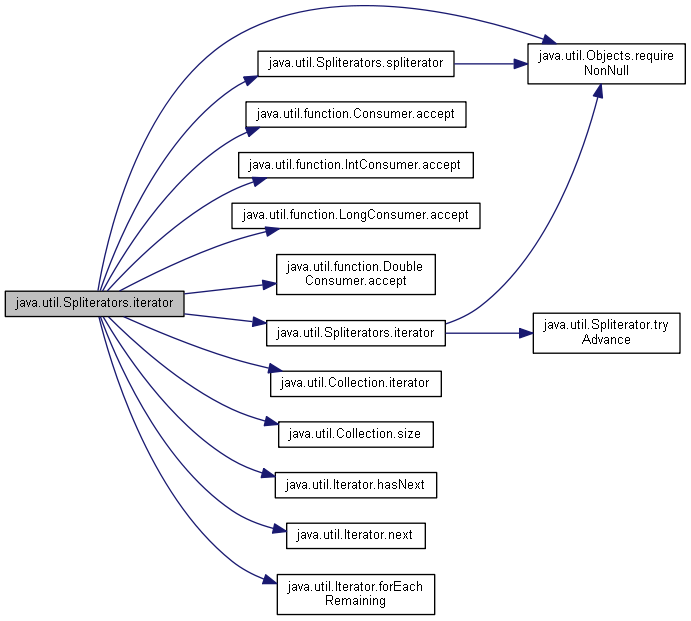 java.util.Spliterators.iterator
java.util.Spliterators.spliterator
java.util.function.Consumer.accept
java.util.function.IntConsumer.accept
java.util.function.LongConsumer.accept
java.util.function.Double
Consumer.accept
java.util.Spliterators.iterator
java.util.Collection.iterator
java.util.Collection.size
java.util.Iterator.hasNext
java.util.Iterator.next
java.util.Iterator.forEach
Remaining
java.util.Objects.require
NonNull
java.util.Spliterator.try
Advance